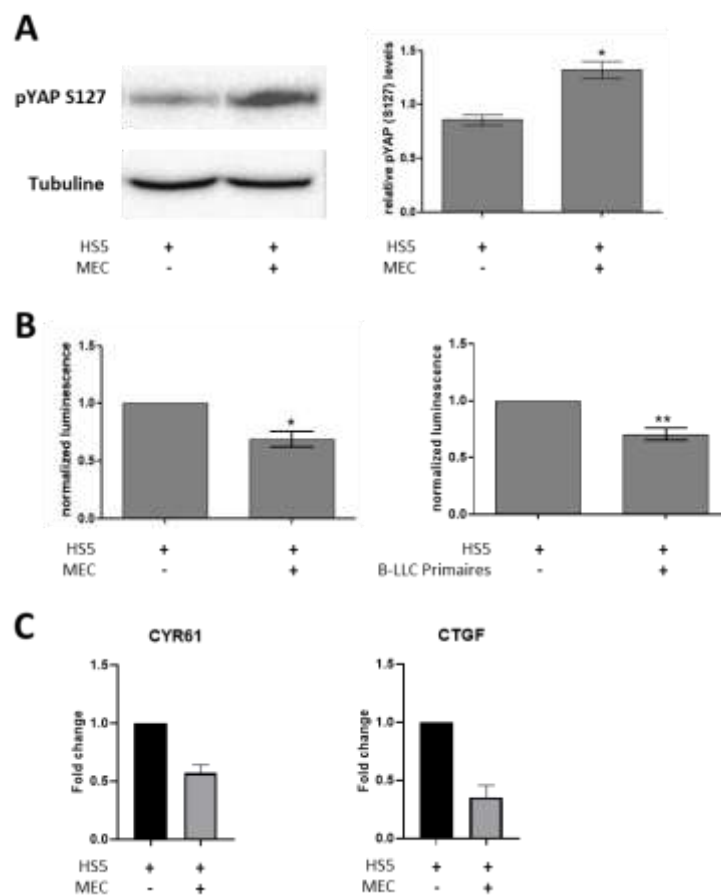 A
pYAP S127
Tubuline
HS5 + +
MEC - +
relative pYAP (S127) levels
1.5
1.0
0.5
0.0
*
HS5 + +
MEC - +
B
normalized luminescence
1.5
1.0
0.5
0.0
*
HS5 + +
MEC - +
normalized luminescence
1.5
1.0
0.5
0.0
**
HS5 + +
B-LLC Primaires - +
C
CYR61
Fold change
1.5
1.0
0.5
0.0
HS5 + +
MEC - +
CTGF
Fold change
1.5
1.0
0.5
0.0
HS5 + +
MEC - +